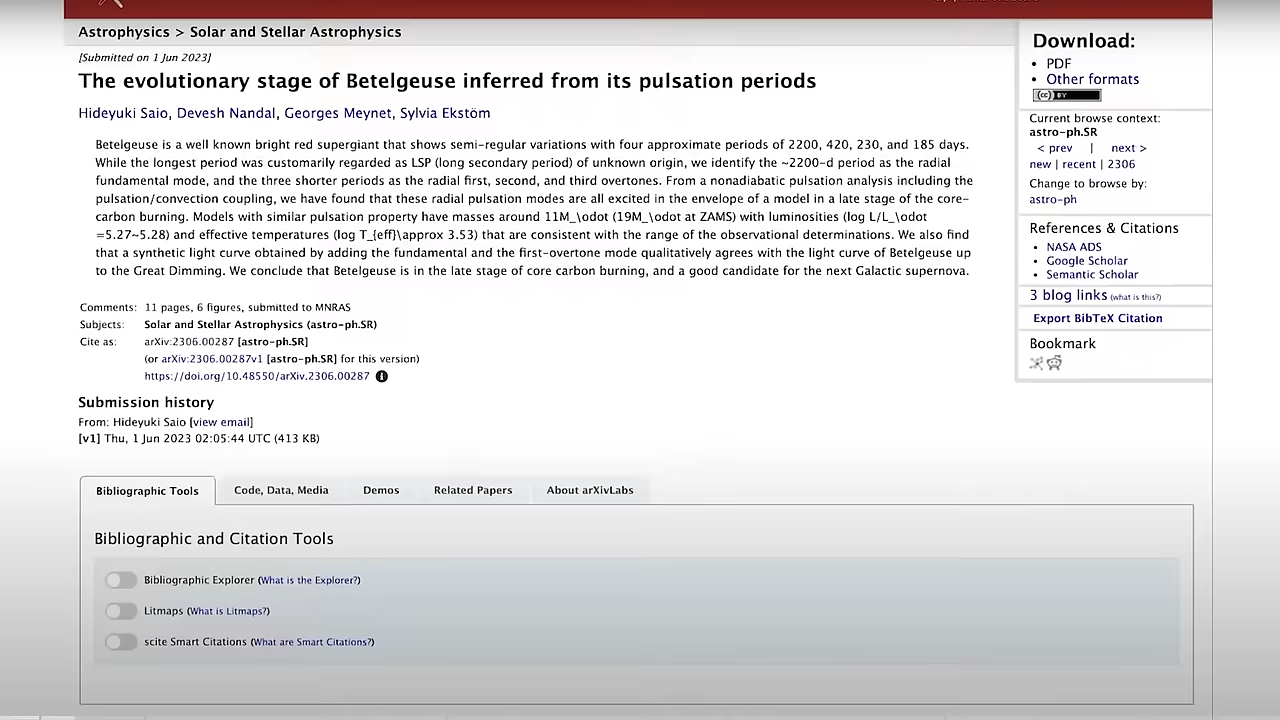 Astrophysics > Solar and Stellar Astrophysics
[Submitted on 1 Jun 2023]
The evolutionary stage of Betelgeuse inferred from its pulsation periods
Hideyuki Saio, Devesh Nandal, Georges Meynet, Sylvia Ekstöm
Betelgeuse is a well known bright red supergiant that shows semi-regular variations with four approximate periods of 2200, 420, 230, and 185 days.
While the longest period was customarily regarded as LSP (long secondary period) of unknown origin, we identify the ~2200-d period as the radial
fundamental mode, and the three shorter periods as the radial first, second, and third overtones. From a nonadiabatic pulsation analysis including the
pulsation/convection coupling, we have found that these radial pulsation modes are all excited in the envelope of a model in a late stage of the core-
carbon burning. Models with similar pulsation property have masses around 11M_\odot (19M_\odot at ZAMS) with luminosities (log L/L_\odot
=5.27~5.28) and effective temperatures (log T_{eff}\approx 3.53) that are consistent with the range of the observational determinations. We also find
that a synthetic light curve obtained by adding the fundamental and the first-overtone mode qualitatively agrees with the light curve of Betelgeuse up
to the Great Dimming. We conclude that Betelgeuse is in the late stage of core carbon burning, and a good candidate for the next Galactic supernova.
Comments: 11 pages, 6 figures, submitted to MNRAS
Subjects: Solar and Stellar Astrophysics (astro-ph.SR)
Cite as: arXiv:2306.00287 [astro-ph.SR]
(or arXiv:2306.00287v1 [astro-ph.SR] for this version)
https://doi.org/10.48550/arXiv.2306.00287
Submission history
From: Hideyuki Saio [view email]
[v1] Thu, 1 Jun 2023 02:05:44 UTC (413 KB)
Download:
PDF
Other formats
(cc) BY
Current browse context:
astro-ph.SR
< prev | next >
new | recent | 2306
Change to browse by:
astro-ph
References & Citations
NASA ADS
Google Scholar
Semantic Scholar
3 blog links (what is this?)
Export BibTeX Citation
Bookmark
Bibliographic Tools
Code, Data, Media
Demos
Related Papers
About arXivLabs
Bibliographic and Citation Tools
Bibliographic Explorer (What is the Explorer?)
Litmaps (What is Litmaps?)
scite Smart Citations (What are Smart Citations?)